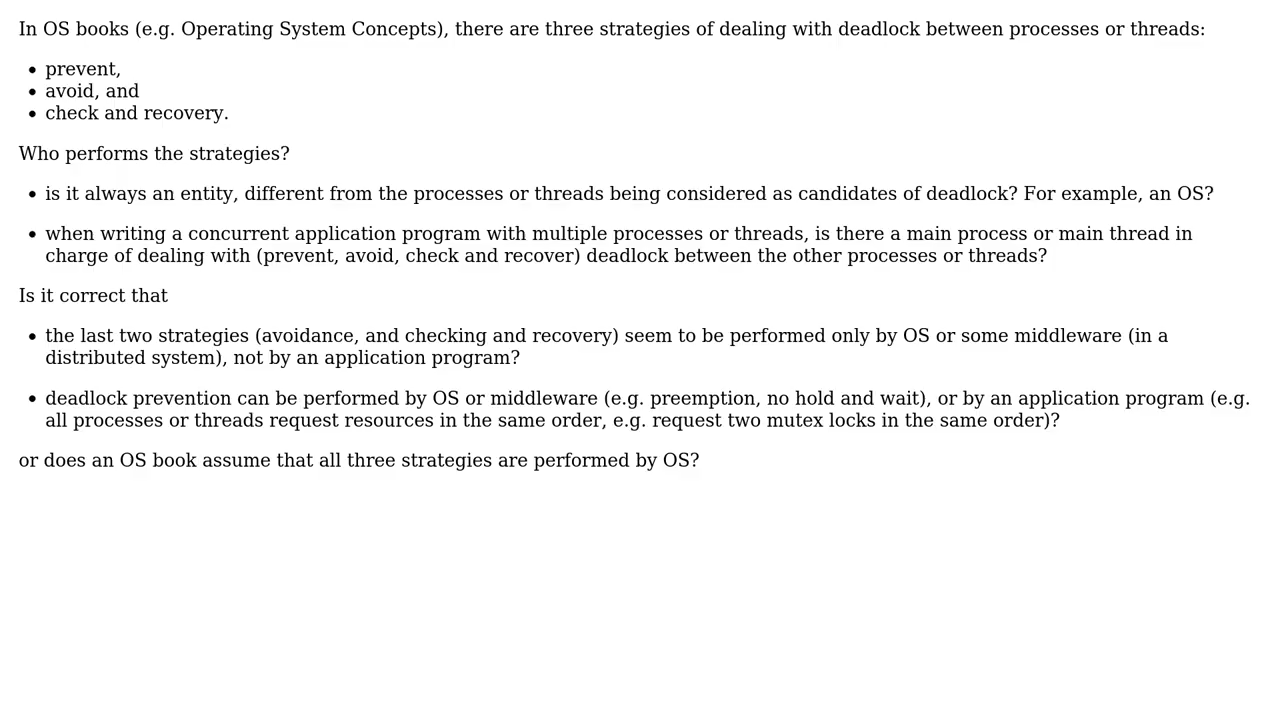 In OS books (e.g. Operating System Concepts), there are three strategies of dealing with deadlock between processes or threads:
• prevent,
• avoid, and
• check and recovery.
Who performs the strategies?
• is it always an entity, different from the processes or threads being considered as candidates of deadlock? For example, an OS?
• when writing a concurrent application program with multiple processes or threads, is there a main process or main thread in
charge of dealing with (prevent, avoid, check and recover) deadlock between the other processes or threads?
Is it correct that
• the last two strategies (avoidance, and checking and recovery) seem to be performed only by OS or some middleware (in a
distributed system), not by an application program?
• deadlock prevention can be performed by OS or middleware (e.g. preemption, no hold and wait), or by an application program (e.g.
all processes or threads request resources in the same order, e.g. request two mutex locks in the same order)?
or does an OS book assume that all three strategies are performed by OS?